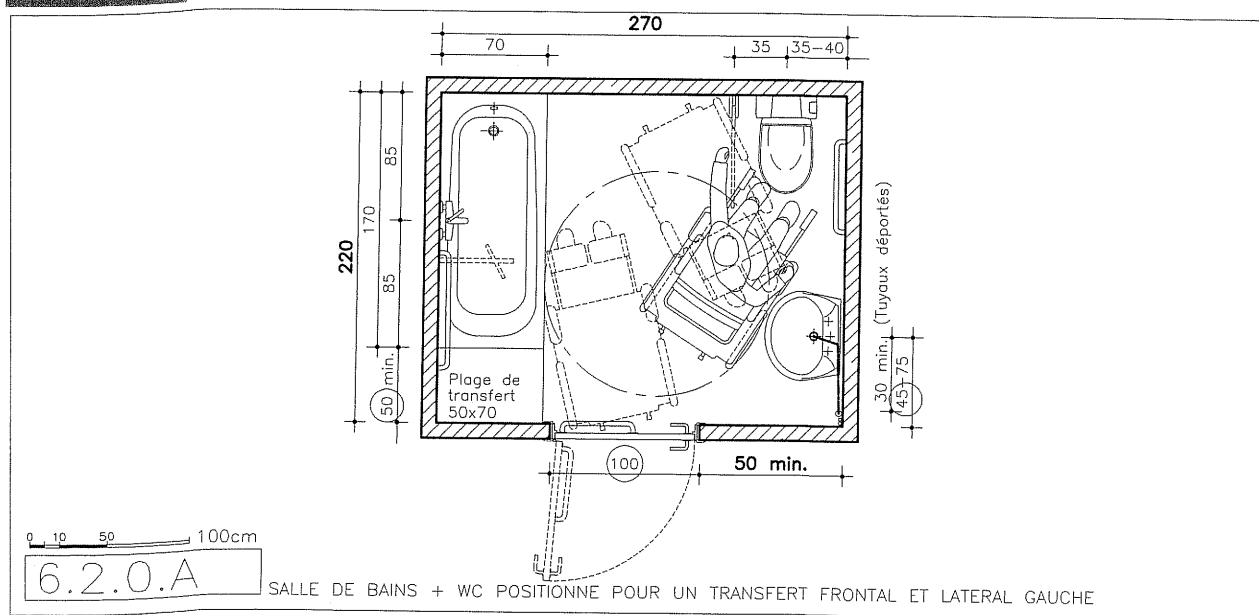 270
70
35
35-40
220
170
85
85
50 min.
Plage de
transfert
50x70
30 min. (Tuyaux déportés)
45-75
100
50 min.
0 10 50 100cm
6.2.0.A
SALLE DE BAINS + WC POSITIONNE POUR UN TRANSFERT FRONTAL ET LATERAL GAUCHE